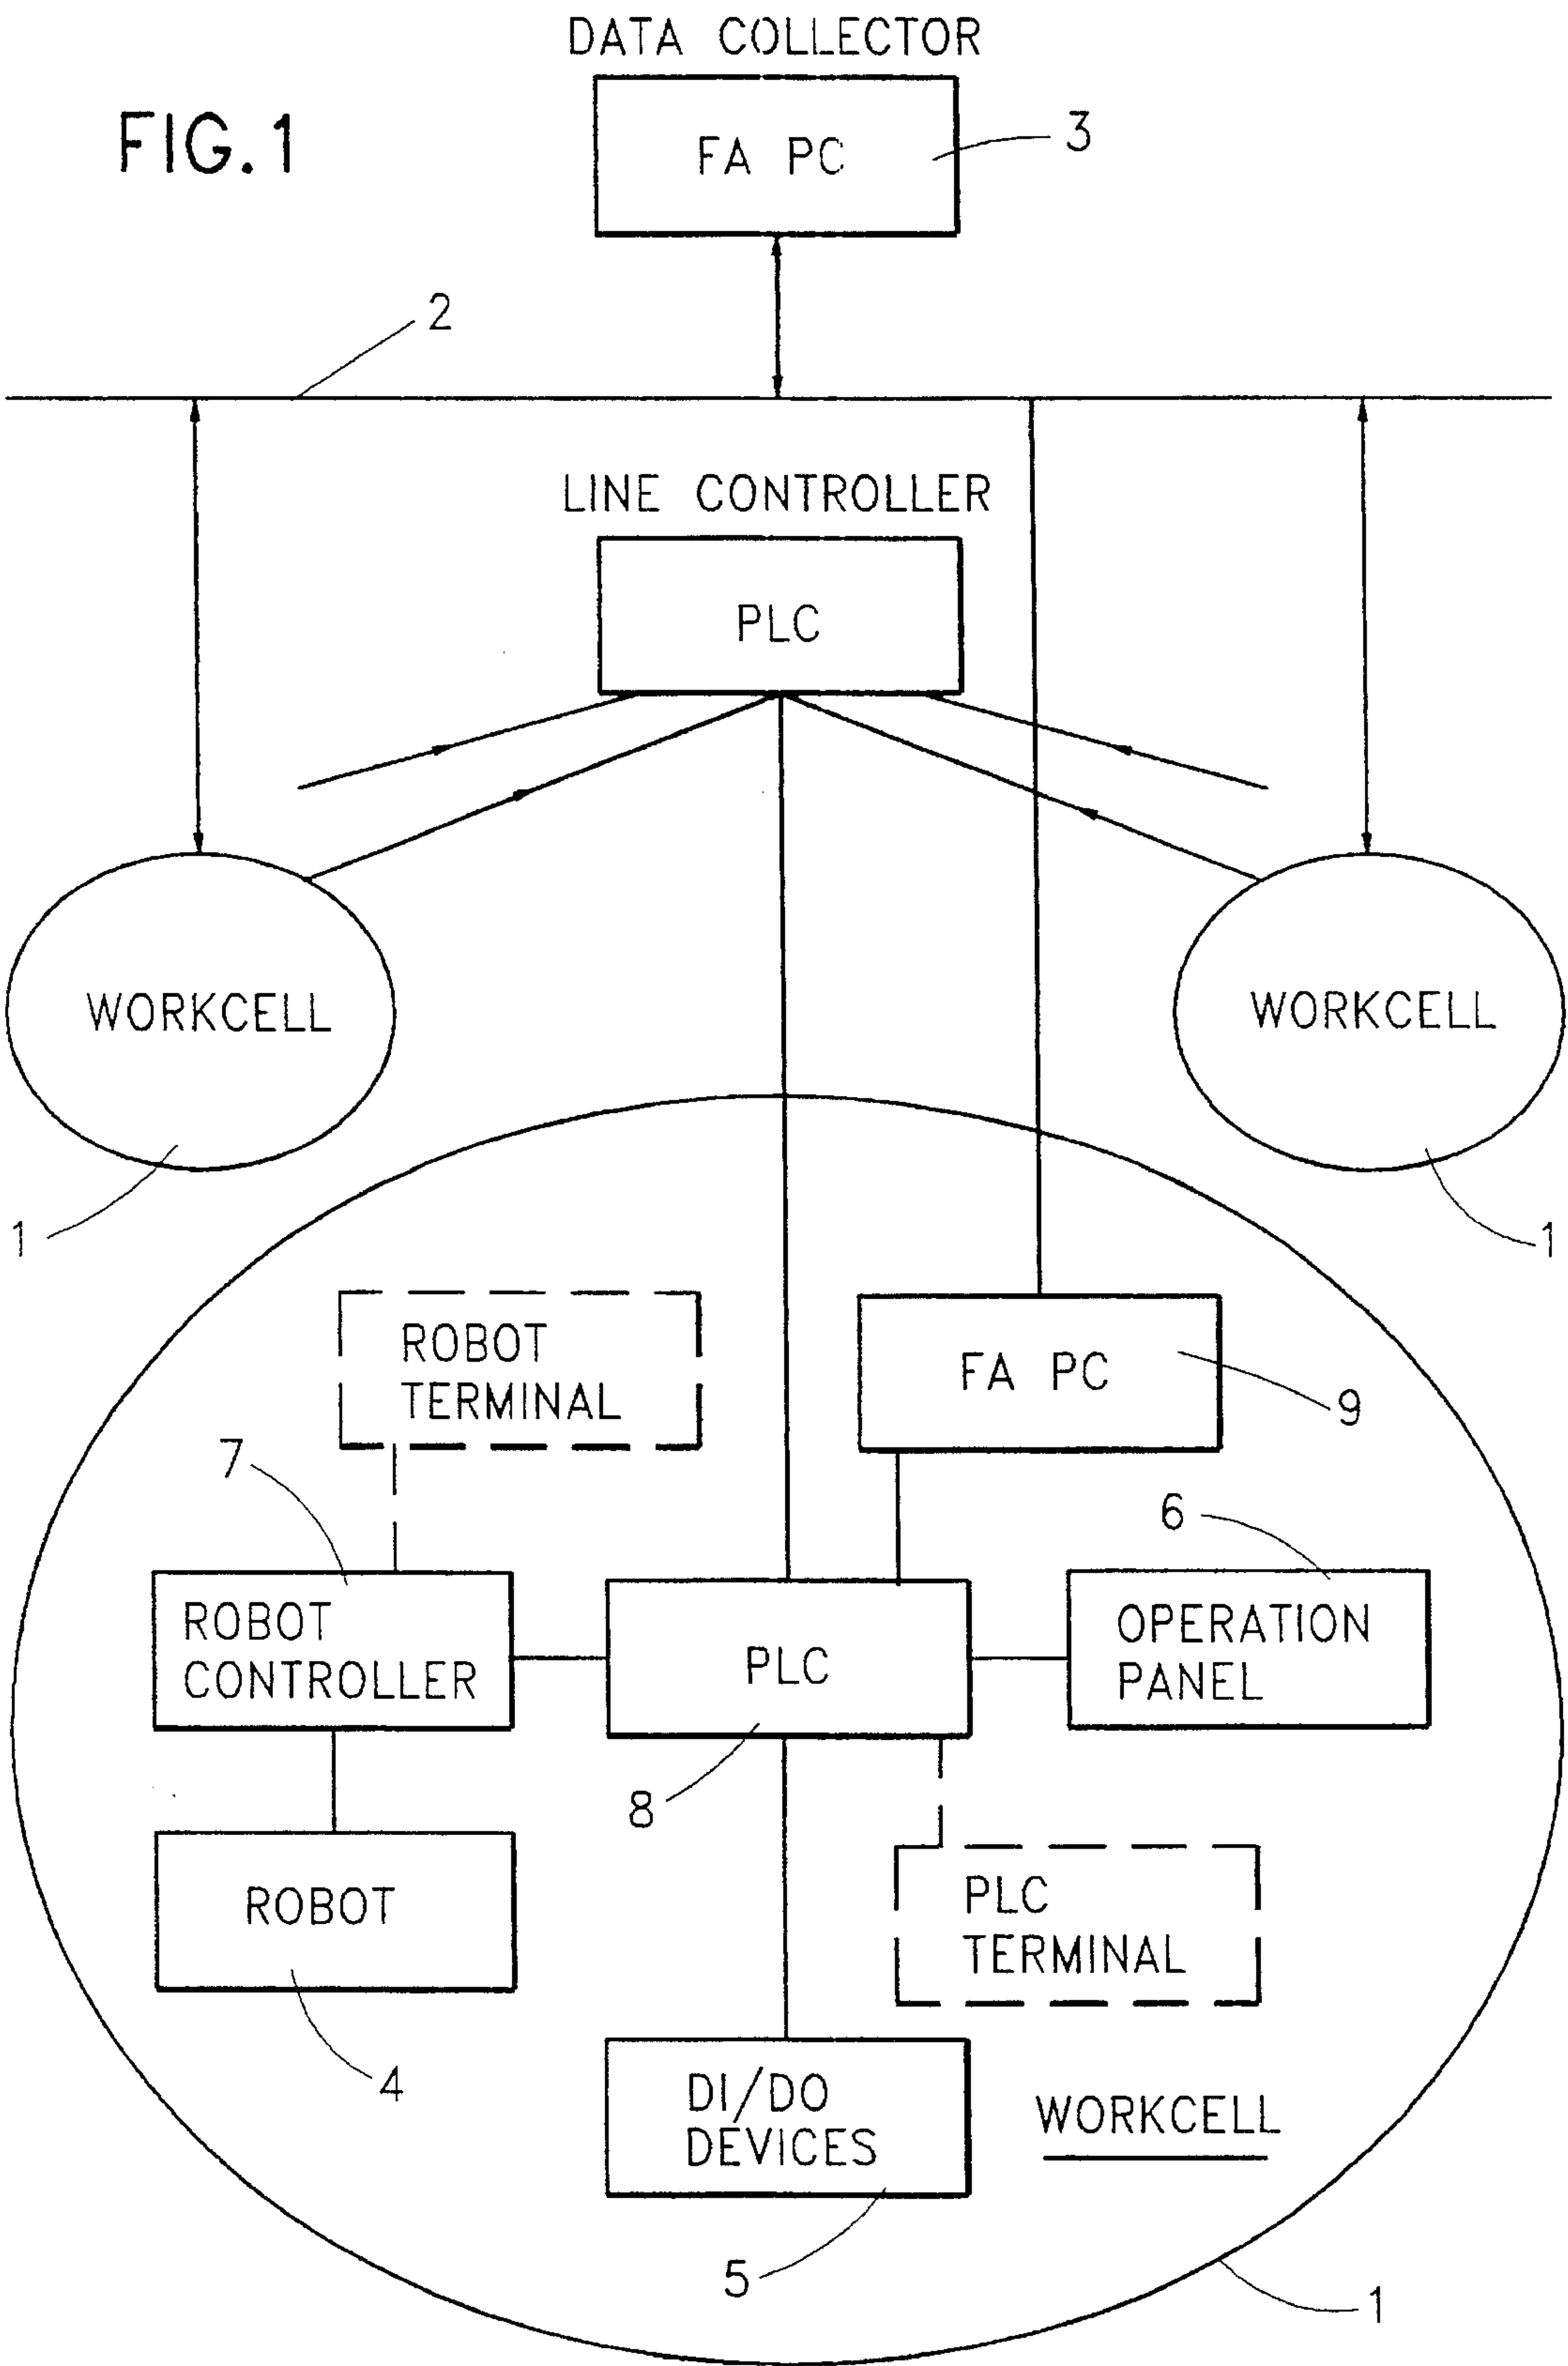 DATA COLLECTOR
FIG.1
FA PC
3
2
LINE CONTROLLER
PLC
WORKCELL
WORKCELL
1
1
ROBOT
TERMINAL
FA PC
9
7
6
ROBOT
CONTROLLER
PLC
OPERATION
PANEL
8
ROBOT
PLC
TERMINAL
4
DI/DO
DEVICES
WORKCELL
5
1